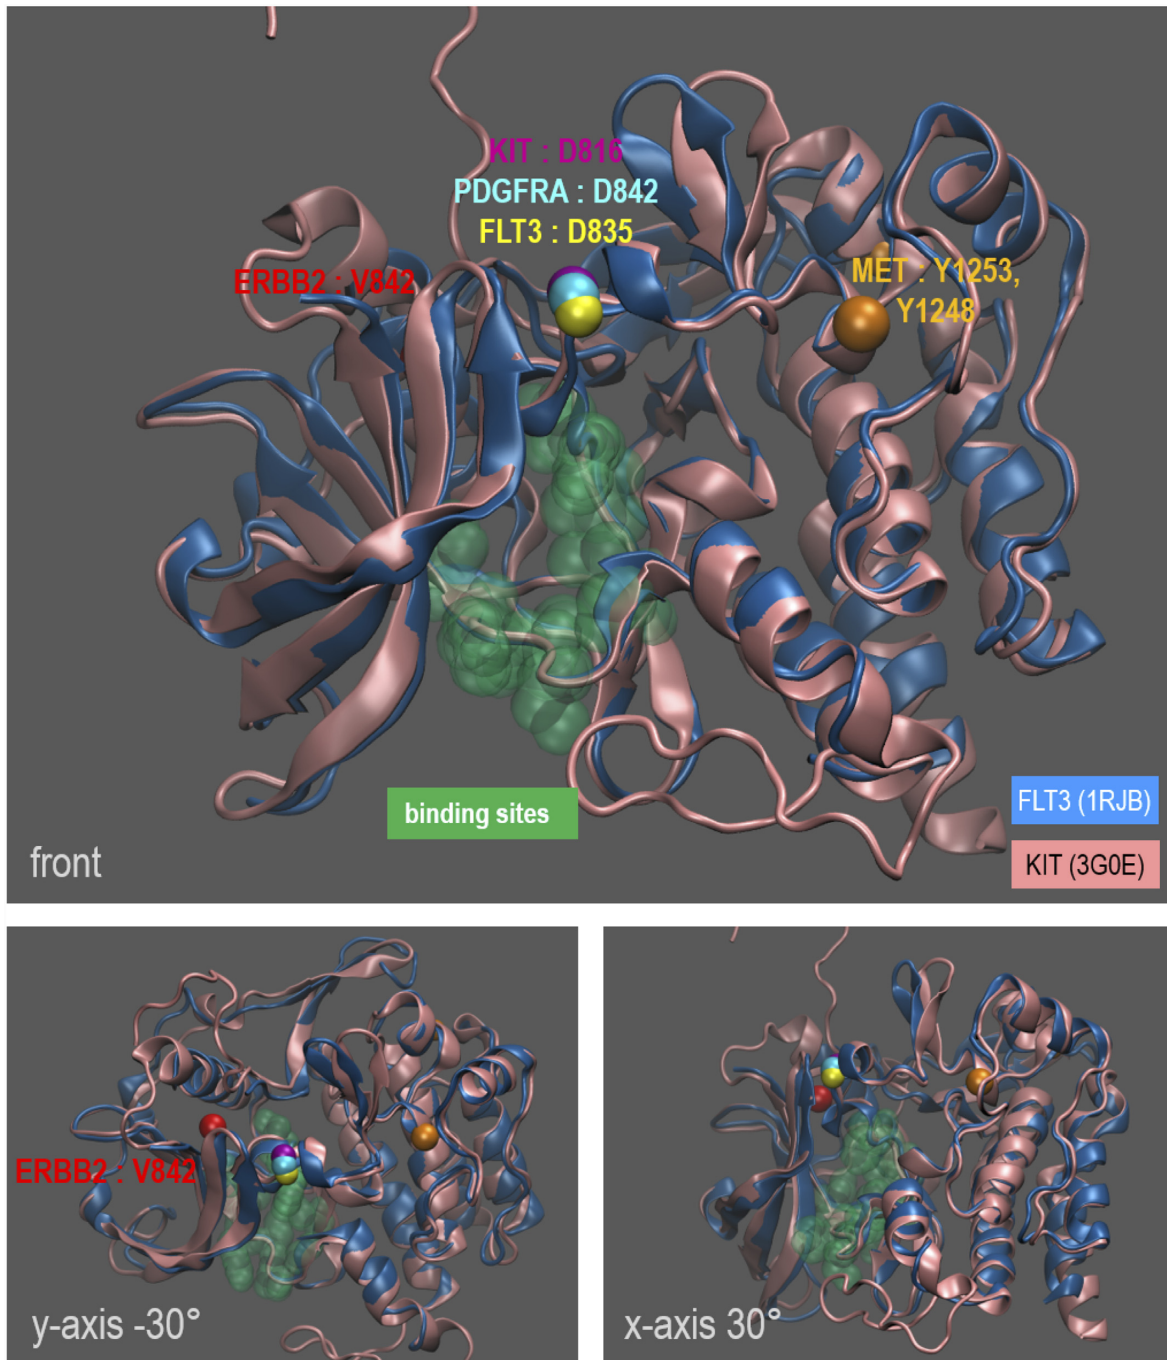 KIT : D816
PDGFRA : D842
FLT3 : D835
ERBB2 : V842
MET : Y1253,
Y1248
binding sites
FLT3 (1RJB)
KIT (3G0E)
front
ERBB2 : V842
y-axis -30°
x-axis 30°